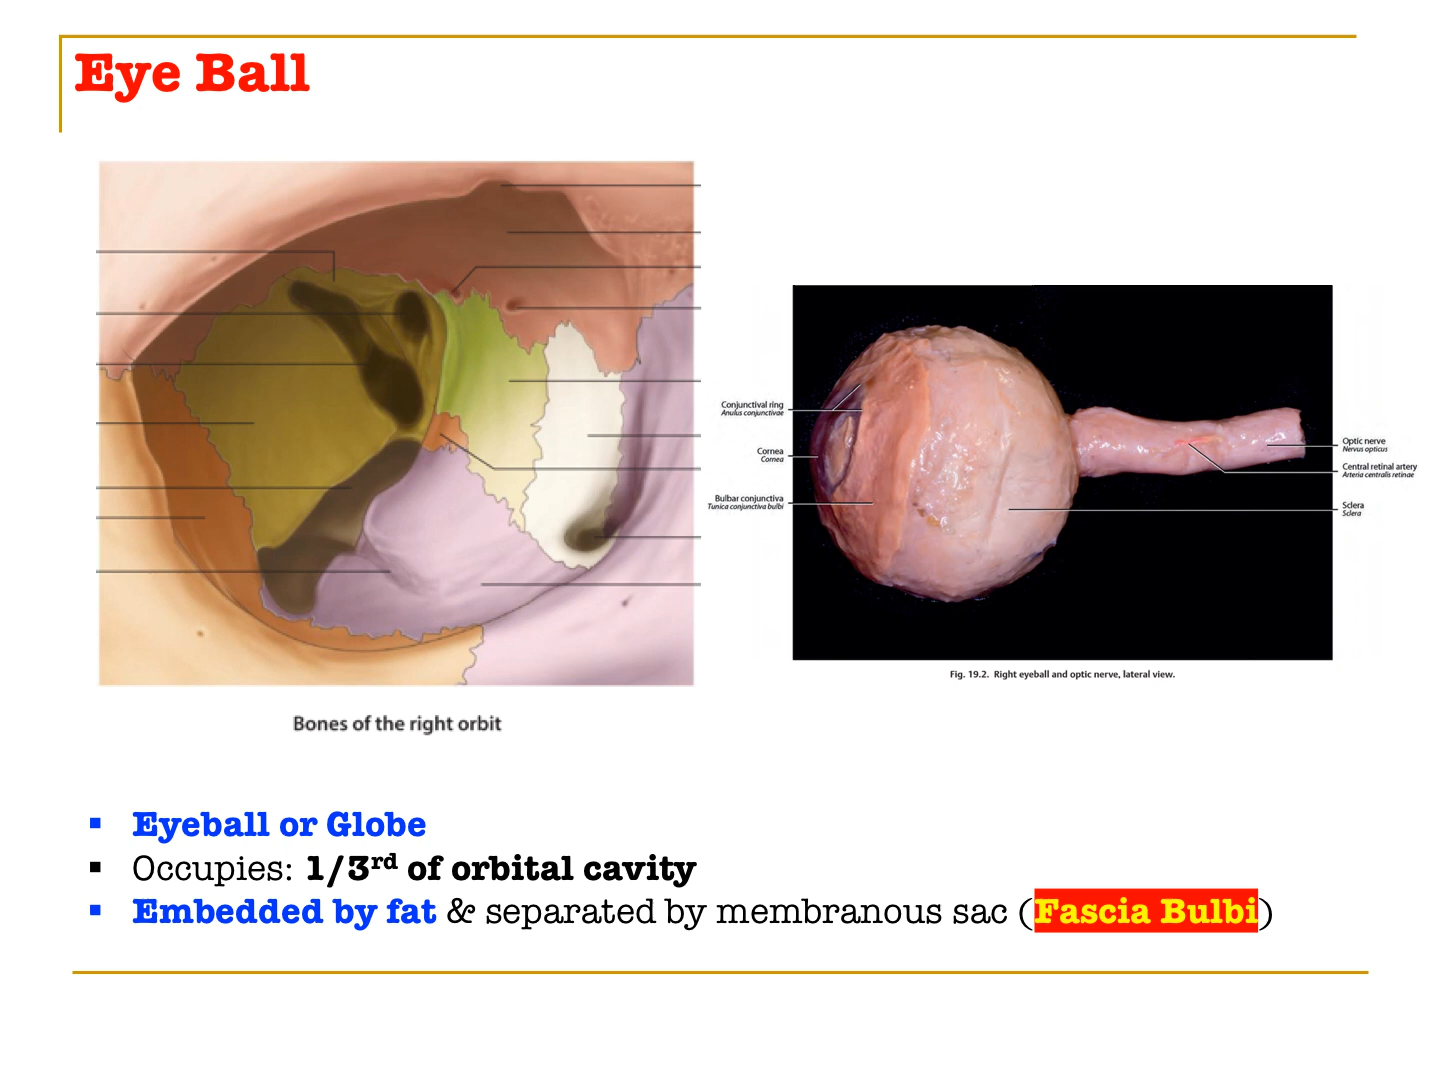 Eye Ball
Conjunctival ring
Anulus conjunctivae
Cornea
Cornea
Bulbar conjunctiva
Tunica conjunctiva bulbi
Optic nerve
Nervus opticus
Central retinal artery
Arteria centralis retinae
Sclera
Sclera
Fig. 19.2. Right eyeball and optic nerve, lateral view.
Bones of the right orbit
▪ Eyeball or Globe
▪ Occupies: 1/3rd of orbital cavity
▪ Embedded by fat & separated by membranous sac (Fascia Bulbi)